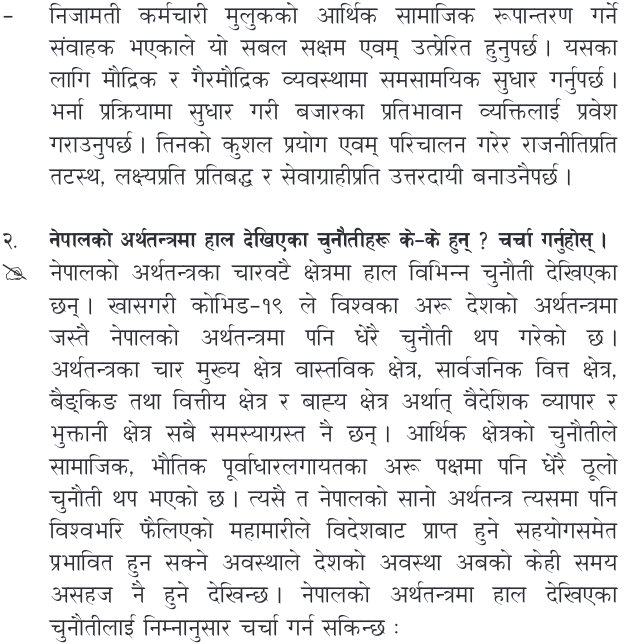 – निजामती कर्मचारी मुलुकको आर्थिक सामाजिक रूपान्तरण गर्ने
संवाहक भएकाले यो सबल सक्षम एवम् उत्प्रेरित हुनुपर्छ । यसका
लागि मौद्रिक र गैरमौद्रिक व्यवस्थामा समसामयिक सुधार गर्नुपर्छ ।
भर्ना प्रक्रियामा सुधार गरी बजारका प्रतिभावान व्यक्तिलाई प्रवेश
गराउनुपर्छ । तिनको कुशल प्रयोग एवम् परिचालन गरेर राजनीतिप्रति
तटस्थ, लक्ष्यप्रति प्रतिबद्ध र सेवाग्राहीप्रति उत्तरदायी बनाउनैपर्छ ।
२. नेपालको अर्थतन्त्रमा हाल देखिएका चुनौतीहरू के-के हुन् ? चर्चा गर्नुहोस् ।
नेपालको अर्थतन्त्रका चारवटै क्षेत्रमा हाल विभिन्न चुनौती देखिएका
छन् । खासगरी कोभिड-१९ ले विश्वका अरू देशको अर्थतन्त्रमा
जस्तै नेपालको अर्थतन्त्रमा पनि धेरै चुनौती थप गरेको छ ।
अर्थतन्त्रका चार मुख्य क्षेत्र वास्तविक क्षेत्र, सार्वजनिक वित्त क्षेत्र,
बैङ्किङ तथा वित्तीय क्षेत्र र बाह्य क्षेत्र अर्थात् वैदेशिक व्यापार र
भुक्तानी क्षेत्र सबै समस्याग्रस्त नै छन् । आर्थिक क्षेत्रको चुनौतीले
सामाजिक, भौतिक पूर्वाधारलगायतका अरू पक्षमा पनि धेरै ठूलो
चुनौती थप भएको छ । त्यसै त नेपालको सानो अर्थतन्त्र त्यसमा पनि
विश्वभरि फैलिएको महामारीले विदेशबाट प्राप्त हुने सहयोगसमेत
प्रभावित हुन सक्ने अवस्थाले देशको अवस्था अबको केही समय
असहज नै हुने देखिन्छ । नेपालको अर्थतन्त्रमा हाल देखिएका
चुनौतीलाई निम्नानुसार चर्चा गर्न सकिन्छ :